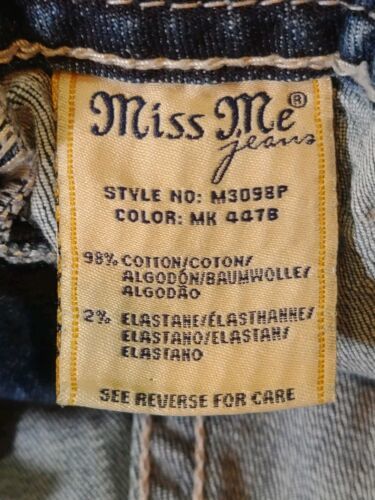 Miss Me®
jeans
STYLE NO: M3098P
COLOR: MK 447B
98% COTTON/COTON/
ALGODÓN/BAUMWOLLE/
ALGODÃO
2% ELASTANE/ÉLASTHANNE/
ELASTANO/ELASTAN/
ELASTANO
SEE REVERSE FOR CARE